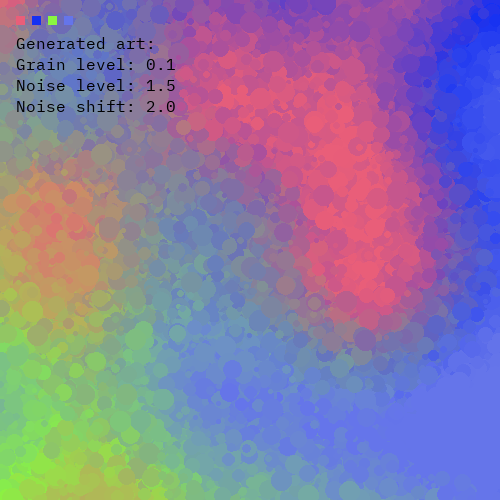 Generated art:
Grain level: 0.1
Noise level: 1.5
Noise shift: 2.0